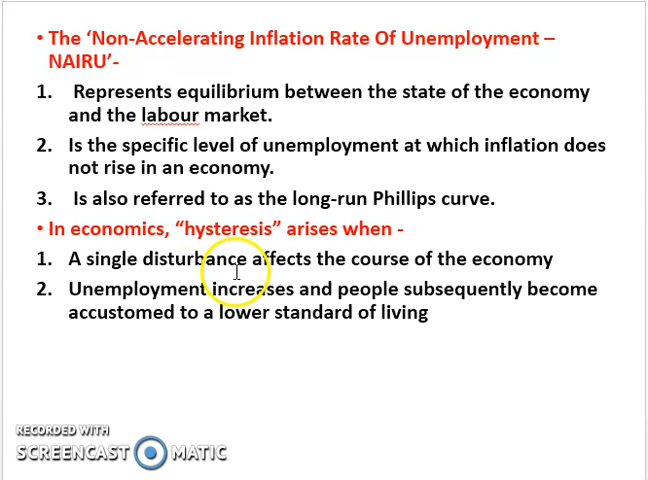 • The ‘Non-Accelerating Inflation Rate Of Unemployment –
NAIRU’-
1. Represents equilibrium between the state of the economy
and the labour market.
2. Is the specific level of unemployment at which inflation does
not rise in an economy.
3. Is also referred to as the long-run Phillips curve.
• In economics, “hysteresis” arises when -
1. A single disturbance affects the course of the economy
2. Unemployment increases and people subsequently become
accustomed to a lower standard of living
RECORDED WITH
SCREENCAST MATIC